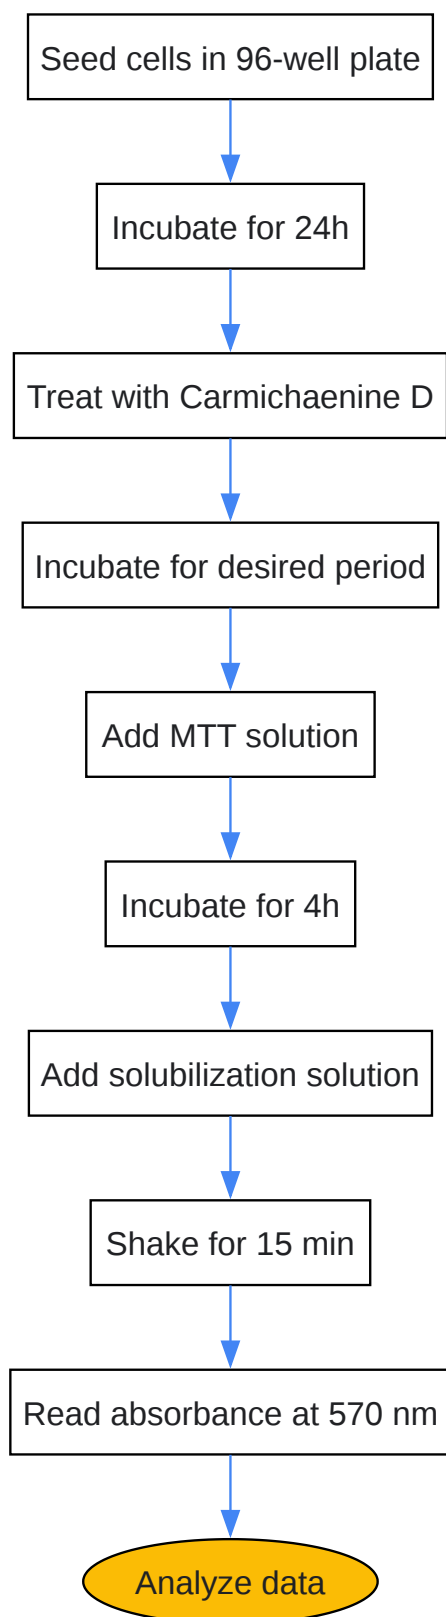 Seed cells in 96-well plate
Incubate for 24h
Treat with Carmichaenine D
Incubate for desired period
Add MTT solution
Incubate for 4h
Add solubilization solution
Shake for 15 min
Read absorbance at 570 nm
Analyze data